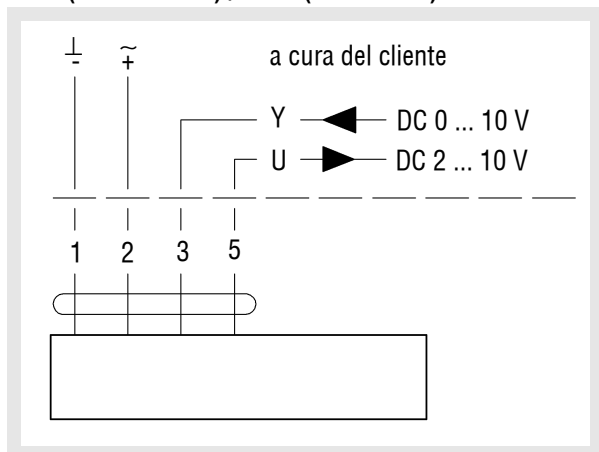 ⊥ ~
- +
a cura del cliente
Y DC 0 ... 10 V
U DC 2 ... 10 V
1 2 3 5